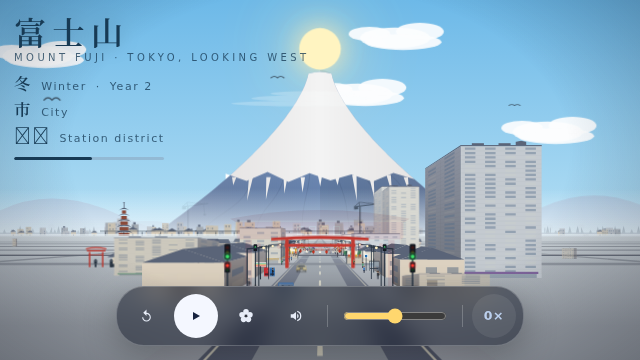 富士山
MOUNT FUJI · TOKYO, LOOKING WEST
冬 Winter · Year 2
市 City
Station district
0×